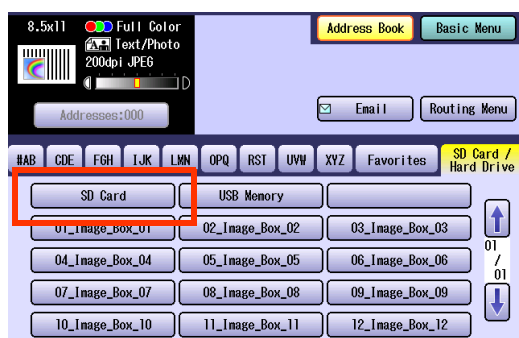 8.5x11 Full Color
A Text/Photo
200dpi JPEG
D
Addresses:000
Address Book Basic Menu
Email Routing Menu
#AB CDE FGH IJK LMN OPQ RST UVW XYZ Favorites SD Card /
Hard Drive
SD Card USB Memory
01_Image_Box_01 02_Image_Box_02 03_Image_Box_03
04_Image_Box_04 05_Image_Box_05 06_Image_Box_06
07_Image_Box_07 08_Image_Box_08 09_Image_Box_09
10_Image_Box_10 11_Image_Box_11 12_Image_Box_12
01
/
01